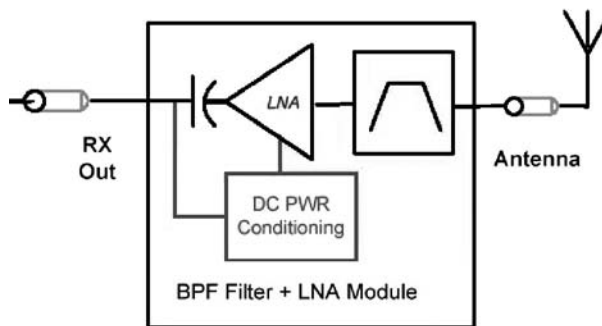 LNA
RX
Out
Antenna
DC PWR
Conditioning
BPF Filter + LNA Module